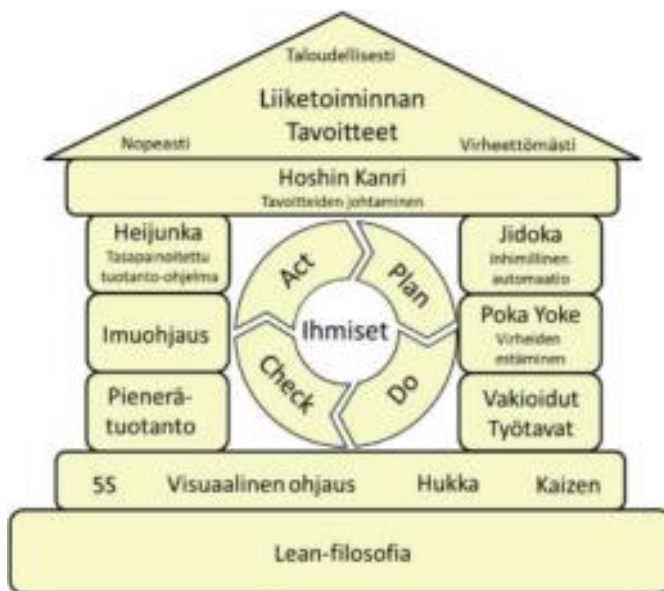 Taloudellisesti
Liiketoiminnan
Tavoitteet
Nopeasti
Virheettömästi
Hoshin Kanri
Tavoitteiden johtaminen
Heijunka
Tasapainoitettu
tuotanto-ohjelma
Imuohjaus
Pienerä-
tuotanto
Act
Plan
Ihmiset
Check
Do
Jidoka
Inhimillinen
automaatio
Poka Yoke
Virheiden
estäminen
Vakioidut
Työtavat
5S Visuaalinen ohjaus Hukka Kaizen
Lean-filosofia